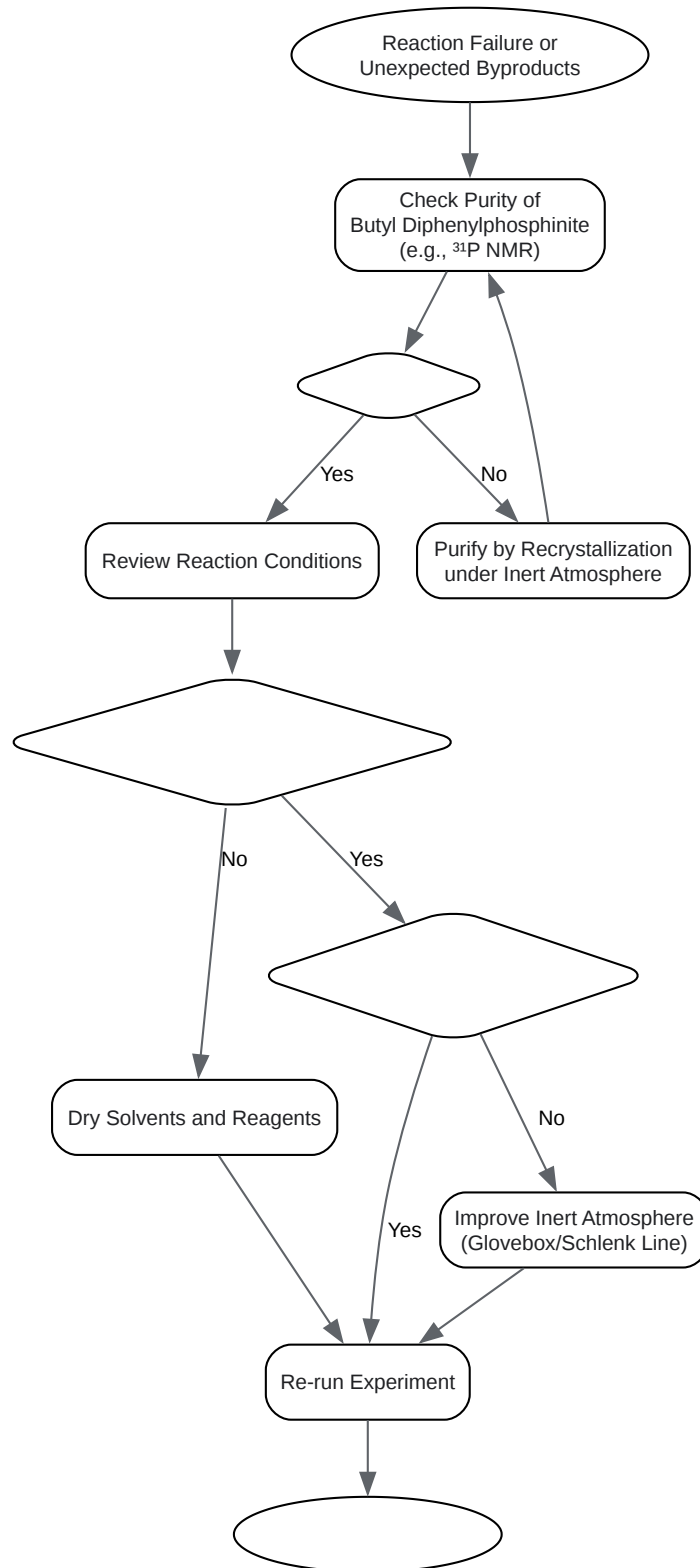 Reaction Failure or
Unexpected Byproducts
Check Purity of
Butyl Diphenylphosphinite
(e.g., ³¹P NMR)
Yes
No
Review Reaction Conditions
Purify by Recrystallization
under Inert Atmosphere
No
Yes
Dry Solvents and Reagents
No
Yes
Improve Inert Atmosphere
(Glovebox/Schlenk Line)
Re-run Experiment